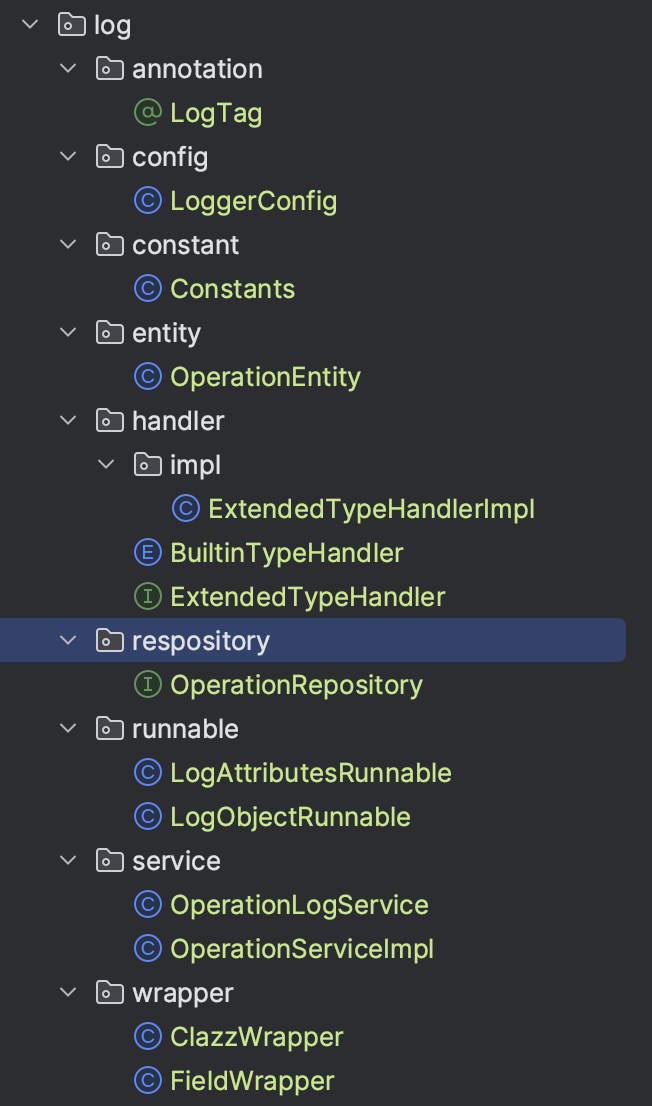 log
annotation
@ LogTag
config
C LoggerConfig
constant
C Constants
entity
C OperationEntity
handler
impl
C ExtendedTypeHandlerImpl
E BuiltinTypeHandler
I ExtendedTypeHandler
respository
I OperationRepository
runnable
C LogAttributesRunnable
C LogObjectRunnable
service
C OperationLogService
C OperationServiceImpl
wrapper
C ClazzWrapper
C FieldWrapper